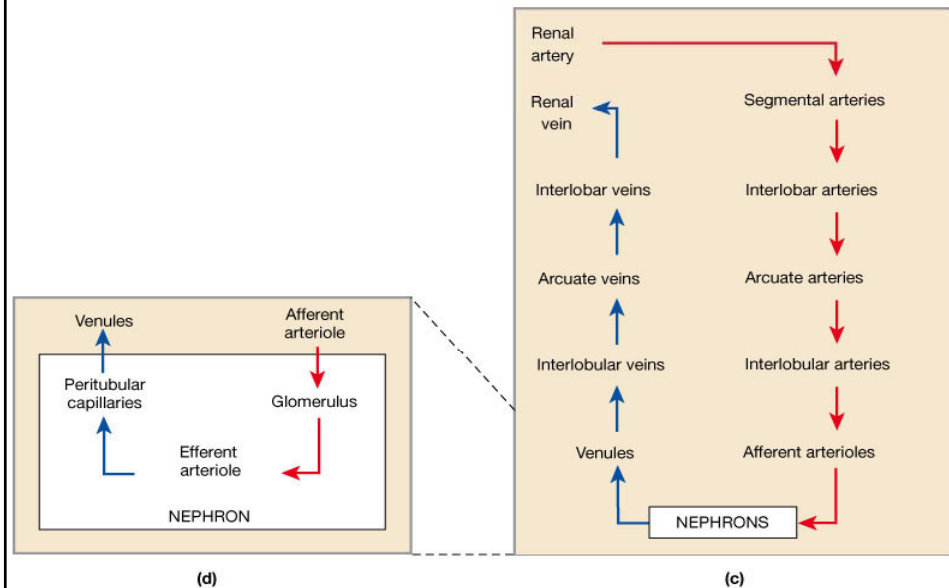 Renal
artery
Renal
vein
Segmental arteries
Interlobar veins
Interlobar arteries
Arcuate veins
Arcuate arteries
Interlobular veins
Interlobular arteries
Venules
Afferent arterioles
NEPHRONS
(c)
Venules
Afferent
arteriole
Peritubular
capillaries
Glomerulus
Efferent
arteriole
NEPHRON
(d)